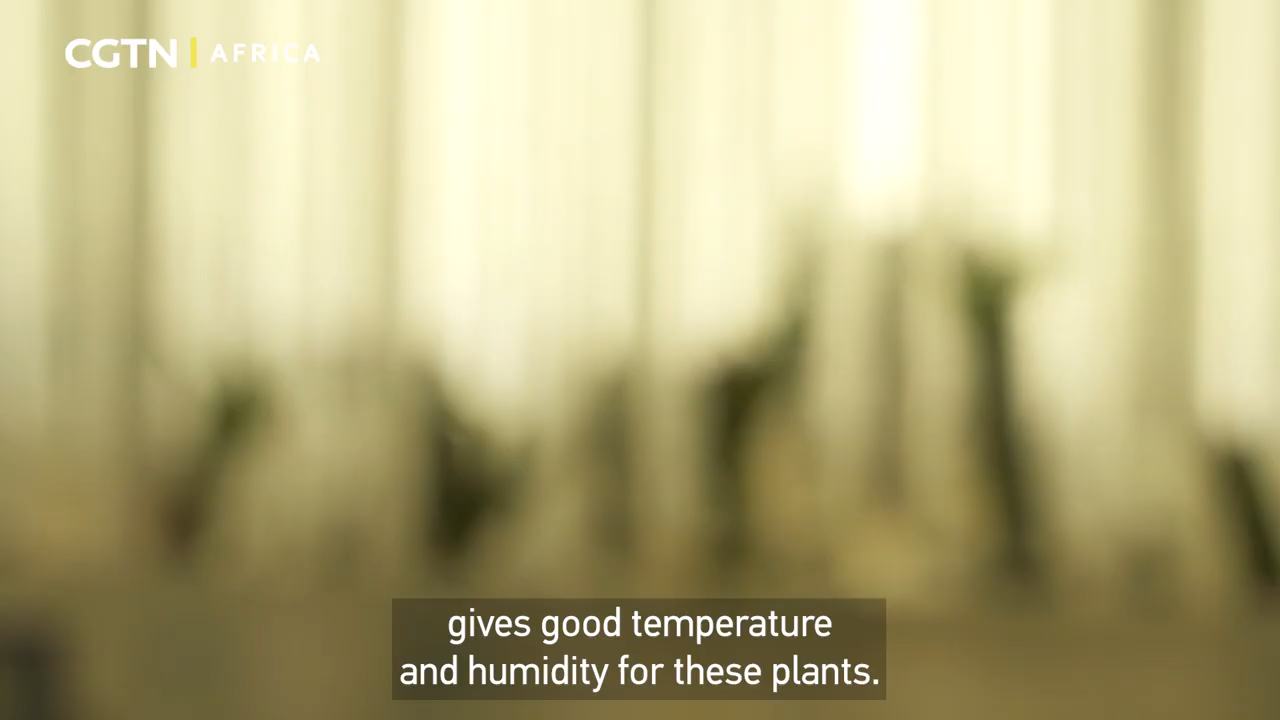 CGTN | AFRICA
gives good temperature
and humidity for these plants.